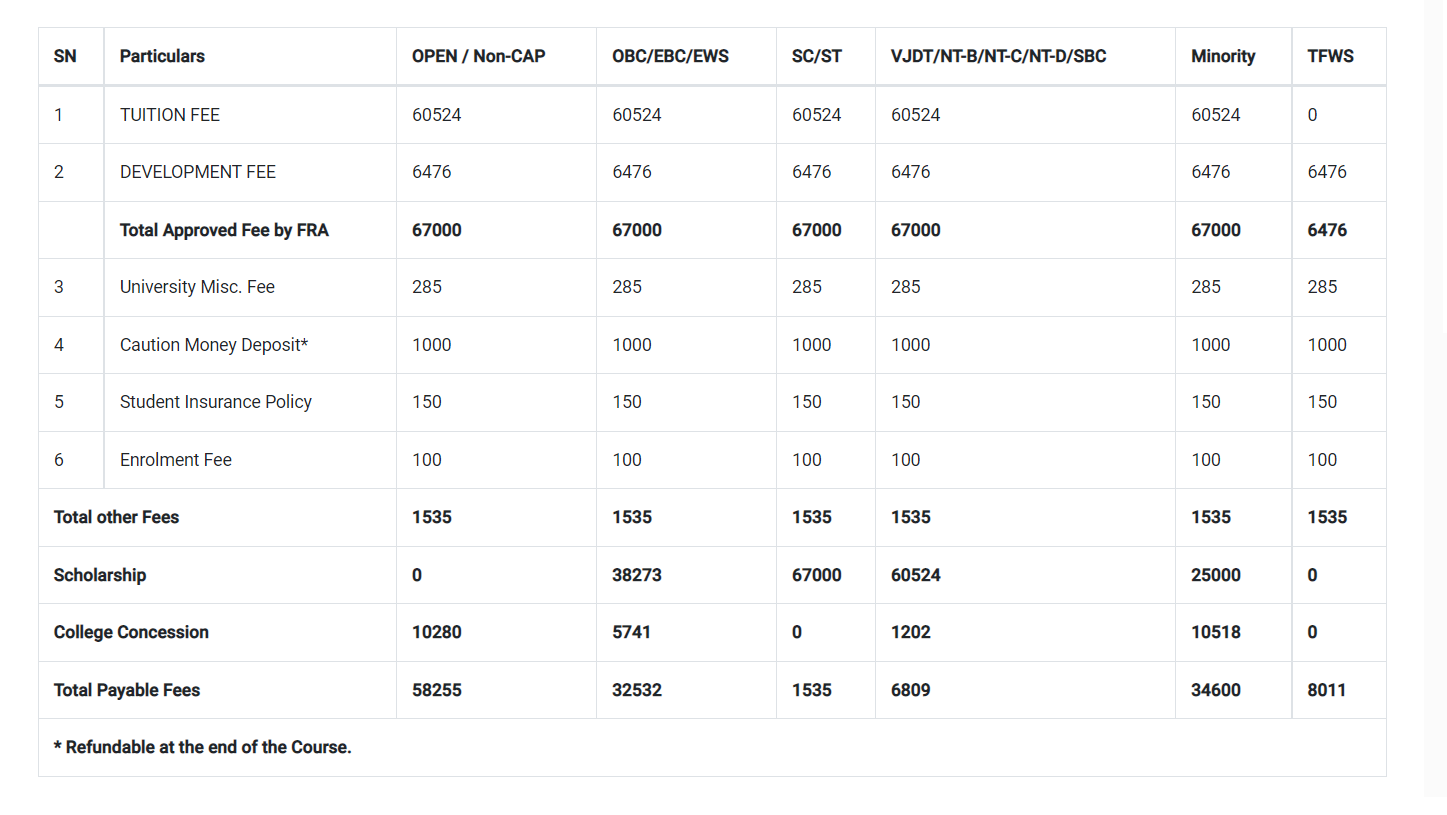 SN Particulars OPEN / Non-CAP OBC/EBC/EWS SC/ST VJDT/NT-B/NT-C/NT-D/SBC Minority TFWS
1 TUITION FEE 60524 60524 60524 60524 60524 0
2 DEVELOPMENT FEE 6476 6476 6476 6476 6476 6476
Total Approved Fee by FRA 67000 67000 67000 67000 67000 6476
3 University Misc. Fee 285 285 285 285 285 285
4 Caution Money Deposit* 1000 1000 1000 1000 1000 1000
5 Student Insurance Policy 150 150 150 150 150 150
6 Enrolment Fee 100 100 100 100 100 100
Total other Fees 1535 1535 1535 1535 1535 1535
Scholarship 0 38273 67000 60524 25000 0
College Concession 10280 5741 0 1202 10518 0
Total Payable Fees 58255 32532 1535 6809 34600 8011
* Refundable at the end of the Course.